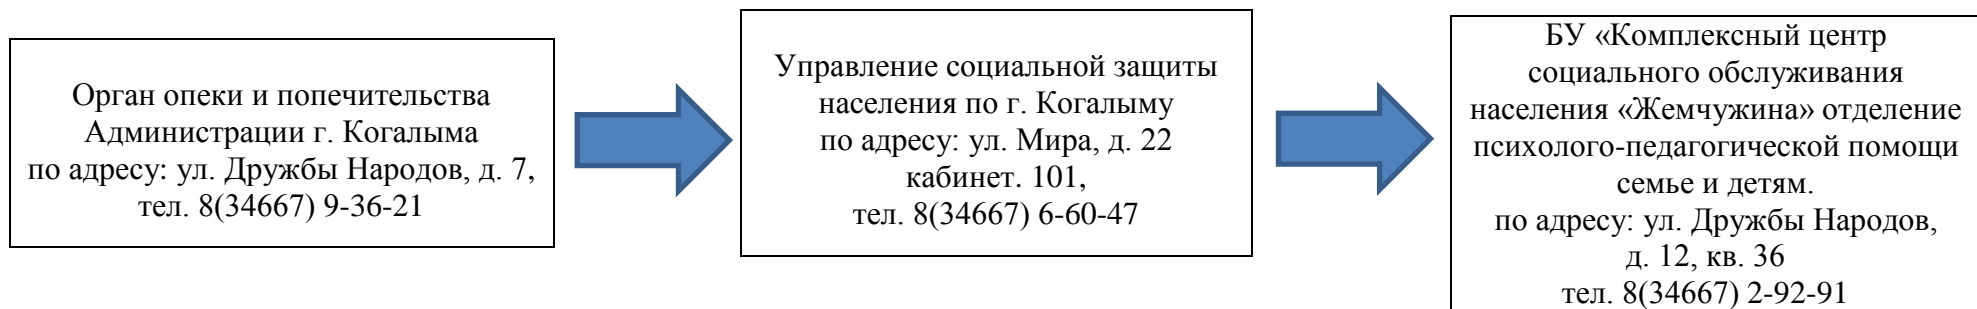 Орган опеки и попечительства
Администрации г. Когалыма
по адресу: ул. Дружбы Народов, д. 7,
тел. 8(34667) 9-36-21
Управление социальной защиты
населения по г. Когалыму
по адресу: ул. Мира, д. 22
кабинет. 101,
тел. 8(34667) 6-60-47
БУ «Комплексный центр
социального обслуживания
населения «Жемчужина» отделение
психолого-педагогической помощи
семье и детям.
по адресу: ул. Дружбы Народов,
д. 12, кв. 36
тел. 8(34667) 2-92-91